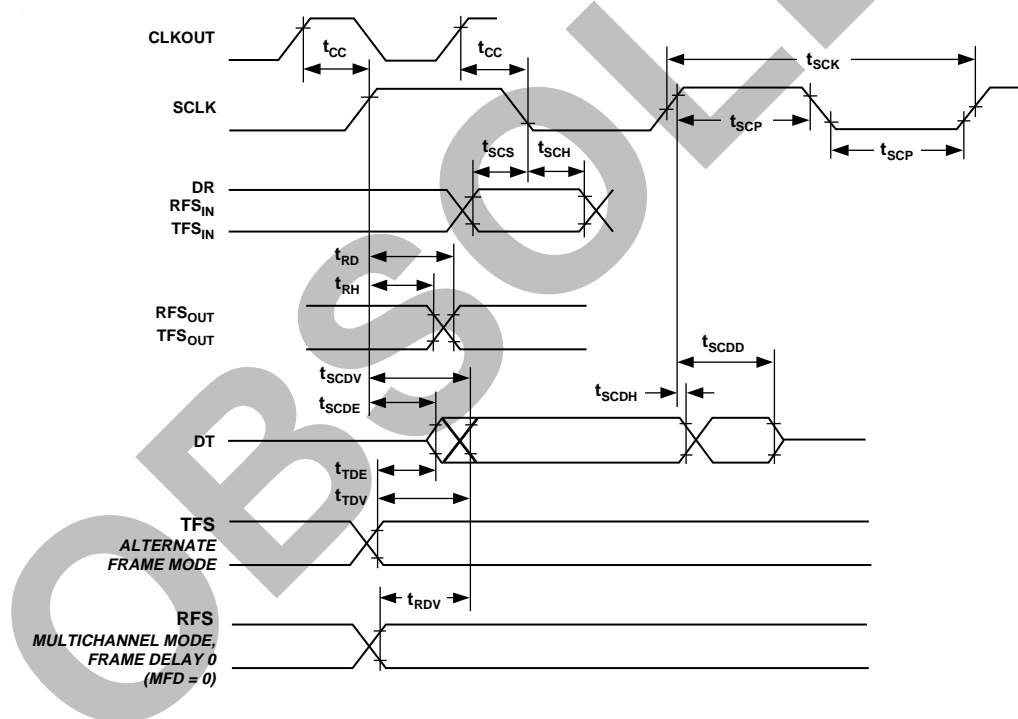 CLKOUT
tCC
tCC
tSCK
SCLK
tSCP
tSCP
tSCS
tSCH
DR
RFSIN
TFSIN
tRD
tRH
RFSOUT
TFSOUT
tSCDD
tSCDV
tSCDH
tSCDE
DT
tTDE
tTDV
TFS
ALTERNATE
FRAME MODE
tRDV
RFS
MULTICHANNEL MODE,
FRAME DELAY 0
(MFD = 0)
OBSOL